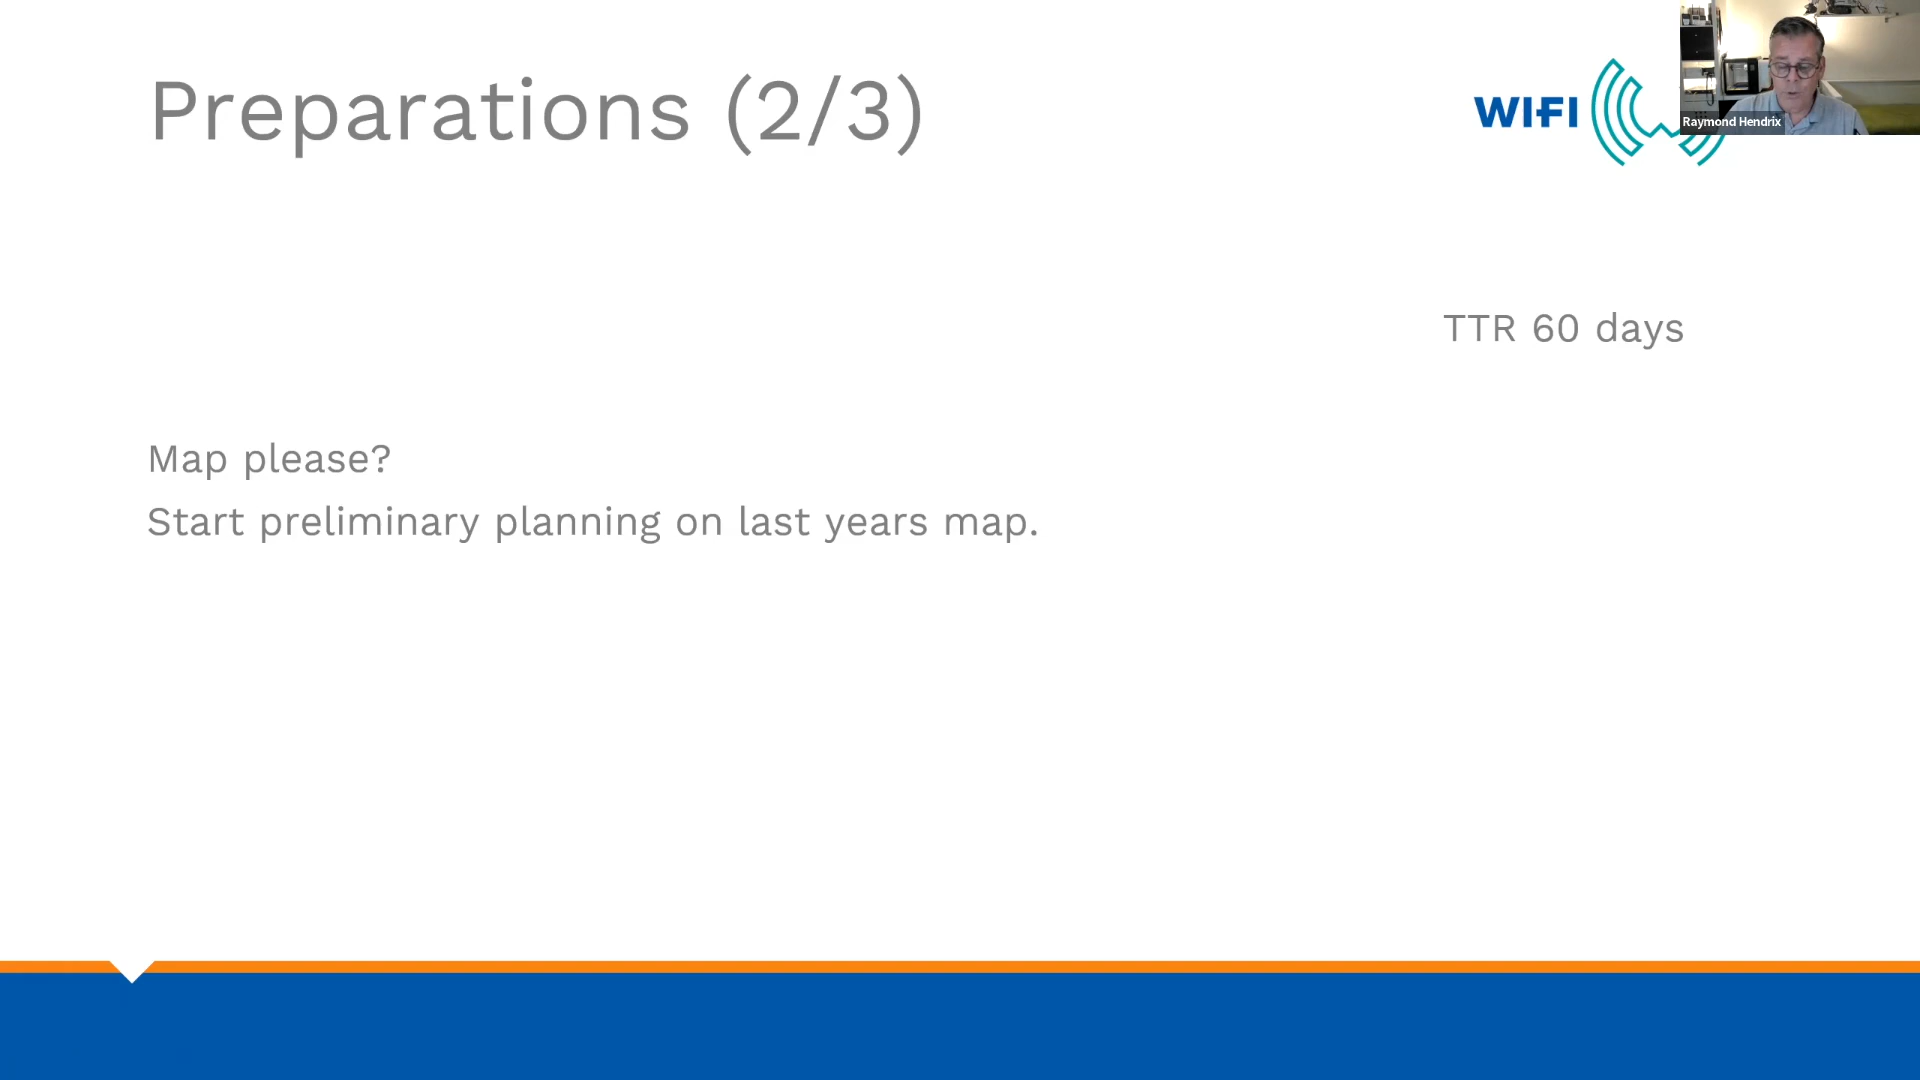 Preparations (2/3)
WIFI
Raymond Hendrix
TTR 60 days
Map please?
Start preliminary planning on last years map.